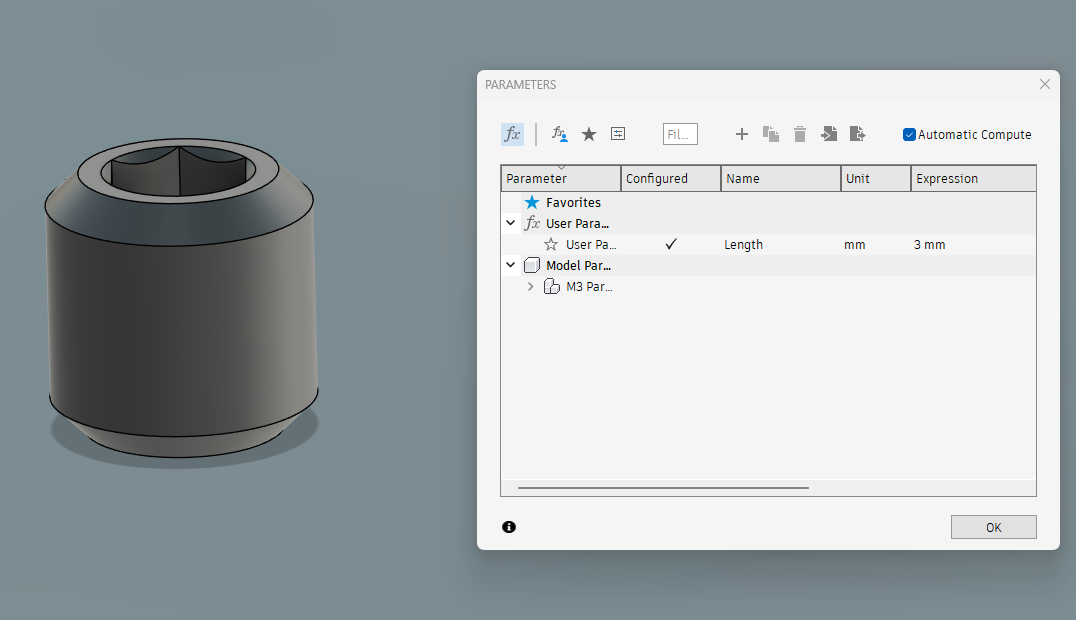 PARAMETERS
fx Fil... Automatic Compute
Parameter Configured Name Unit Expression
Favorites
fx User Para...
User Pa... Length mm 3 mm
Model Par...
M3 Par...
OK